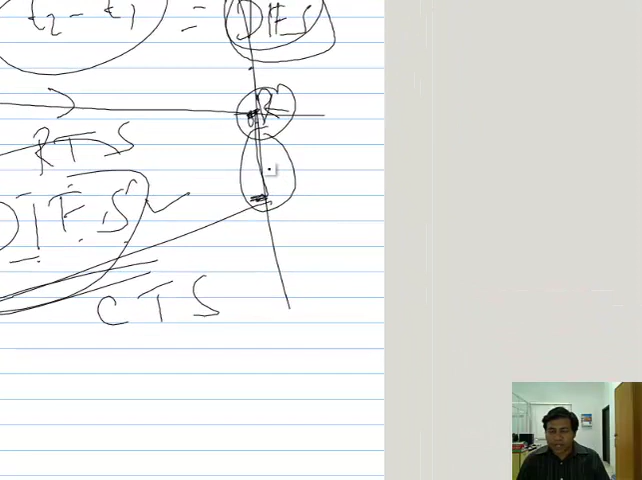 t2 - t1 = DIFS
R
RTS
DIFS
CTS